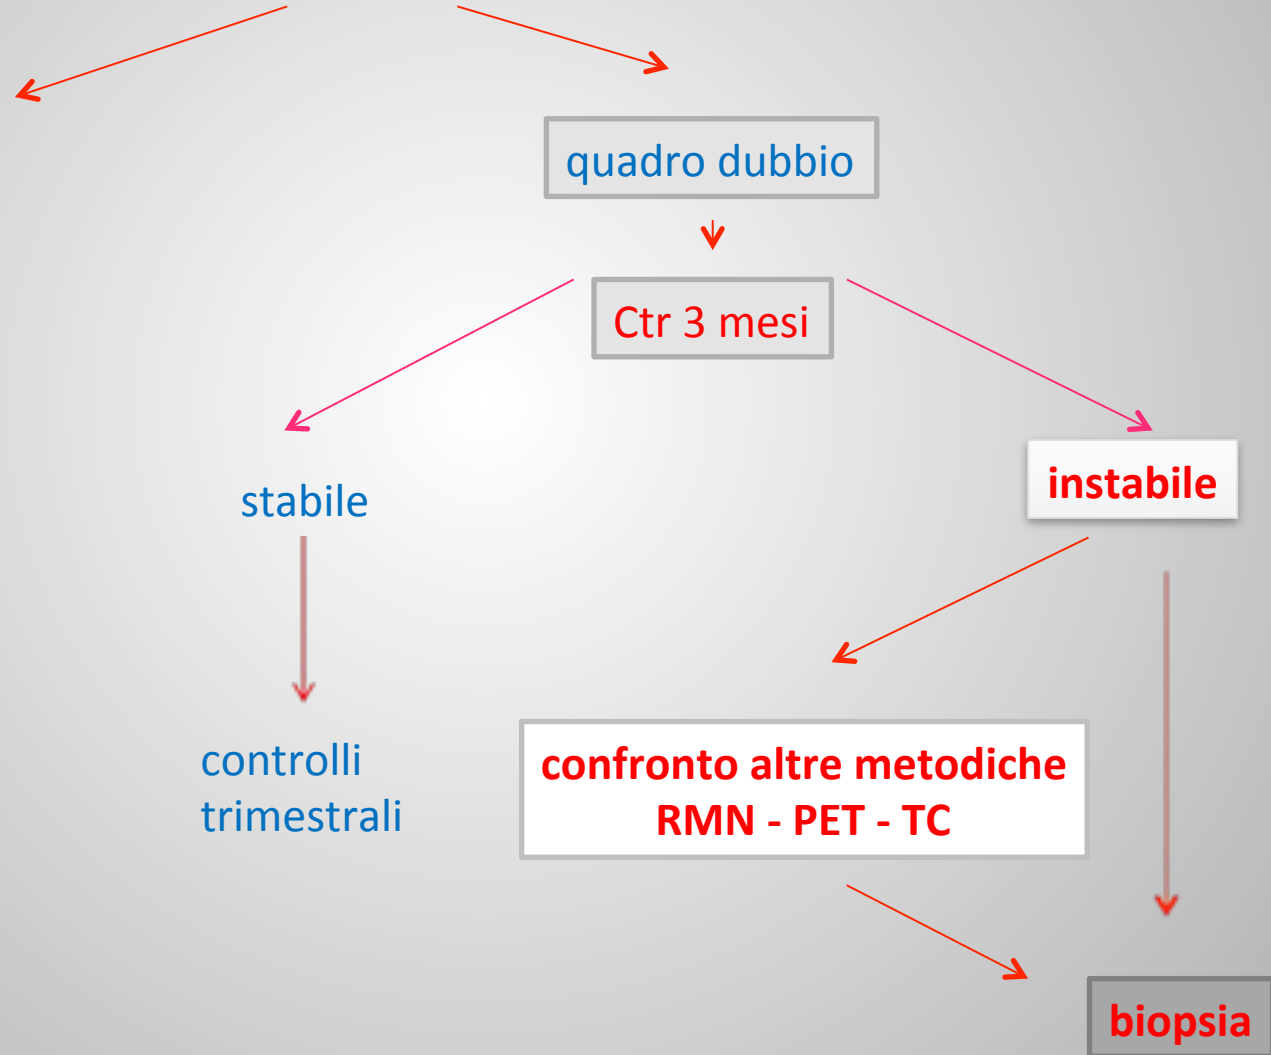 quadro dubbio
Ctr 3 mesi
stabile
instabile
controlli
trimestrali
confronto altre metodiche
RMN - PET - TC
biopsia